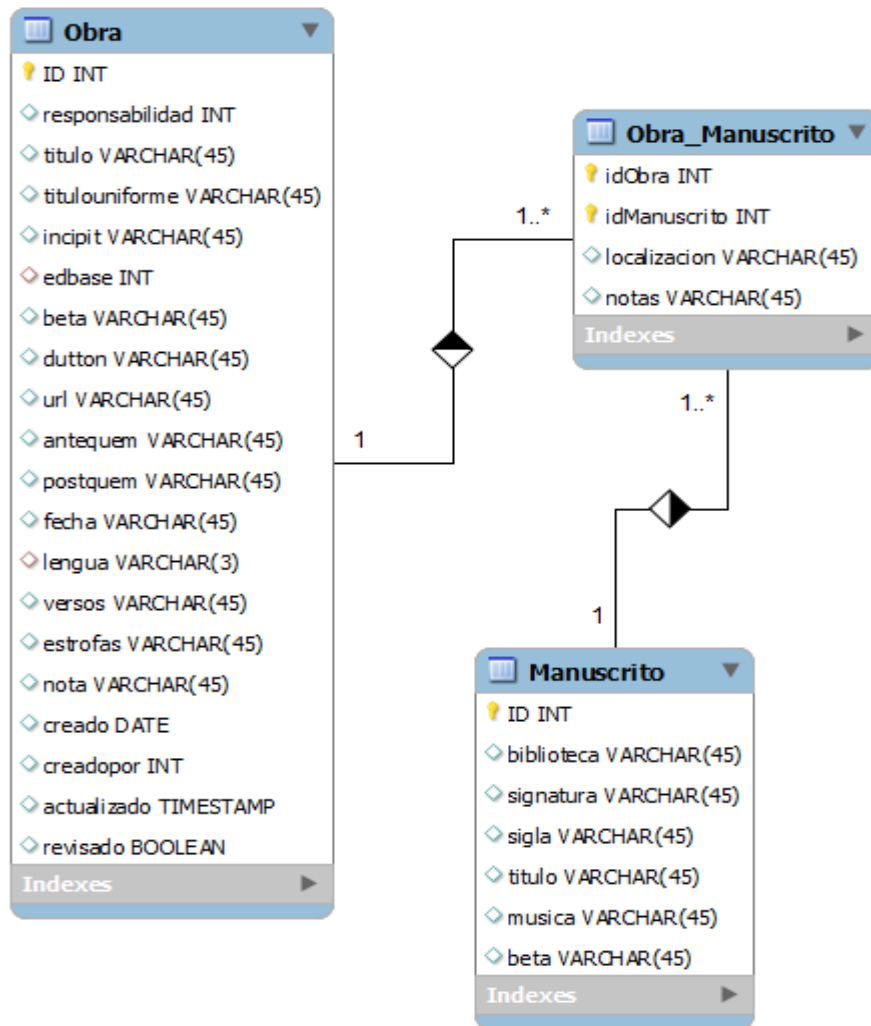 Obra
ID INT
responsabilidad INT
titulo VARCHAR(45)
titulouniforme VARCHAR(45)
incipit VARCHAR(45)
edbase INT
beta VARCHAR(45)
dutton VARCHAR(45)
url VARCHAR(45)
antequem VARCHAR(45)
postquem VARCHAR(45)
fecha VARCHAR(45)
lengua VARCHAR(3)
versos VARCHAR(45)
estrofas VARCHAR(45)
nota VARCHAR(45)
creado DATE
creadopor INT
actualizado TIMESTAMP
revisado BOOLEAN
Indexes
1
1..*
Obra_Manuscrito
idObra INT
idManuscrito INT
localizacion VARCHAR(45)
notas VARCHAR(45)
Indexes
1..*
1
Manuscrito
ID INT
biblioteca VARCHAR(45)
signatura VARCHAR(45)
sigla VARCHAR(45)
titulo VARCHAR(45)
musica VARCHAR(45)
beta VARCHAR(45)
Indexes